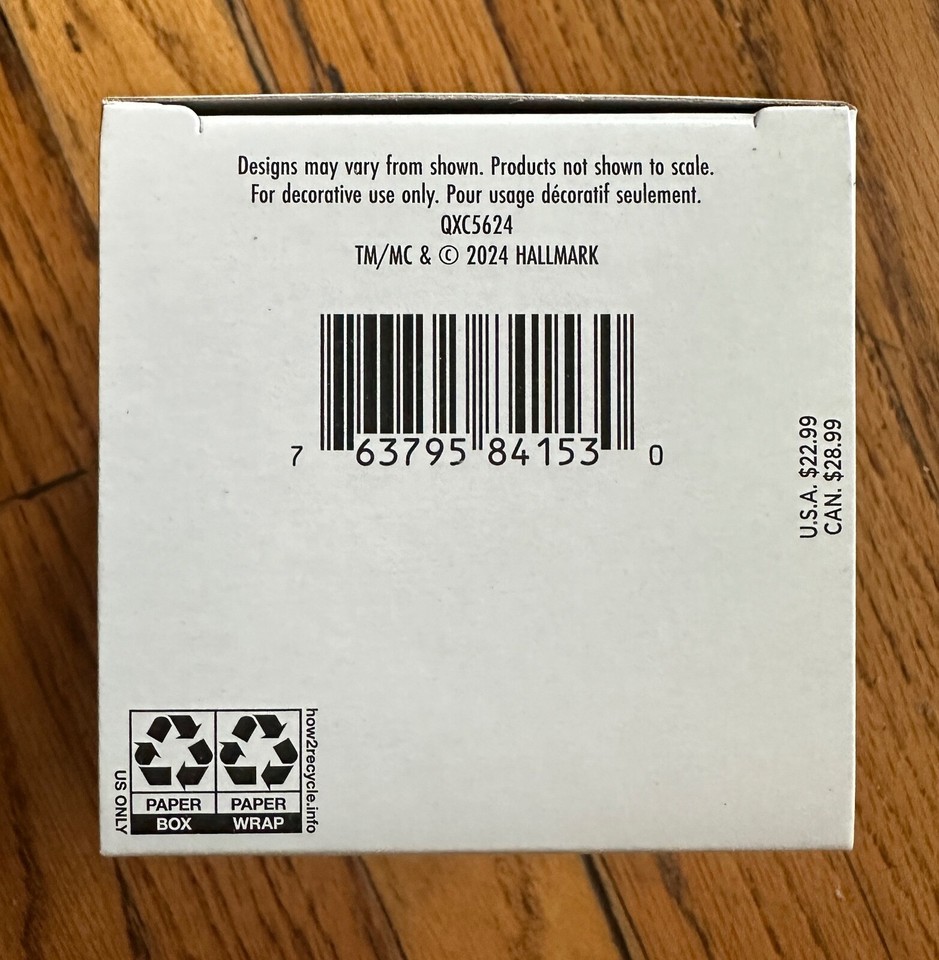 Designs may vary from shown. Products not shown to scale.
For decorative use only. Pour usage décoratif seulement.
QXC5624
TM/MC & © 2024 HALLMARK
7 63795 84153 0
U.S.A. $22.99
CAN. $28.99
how2recycle.info
US ONLY
PAPER PAPER
BOX WRAP